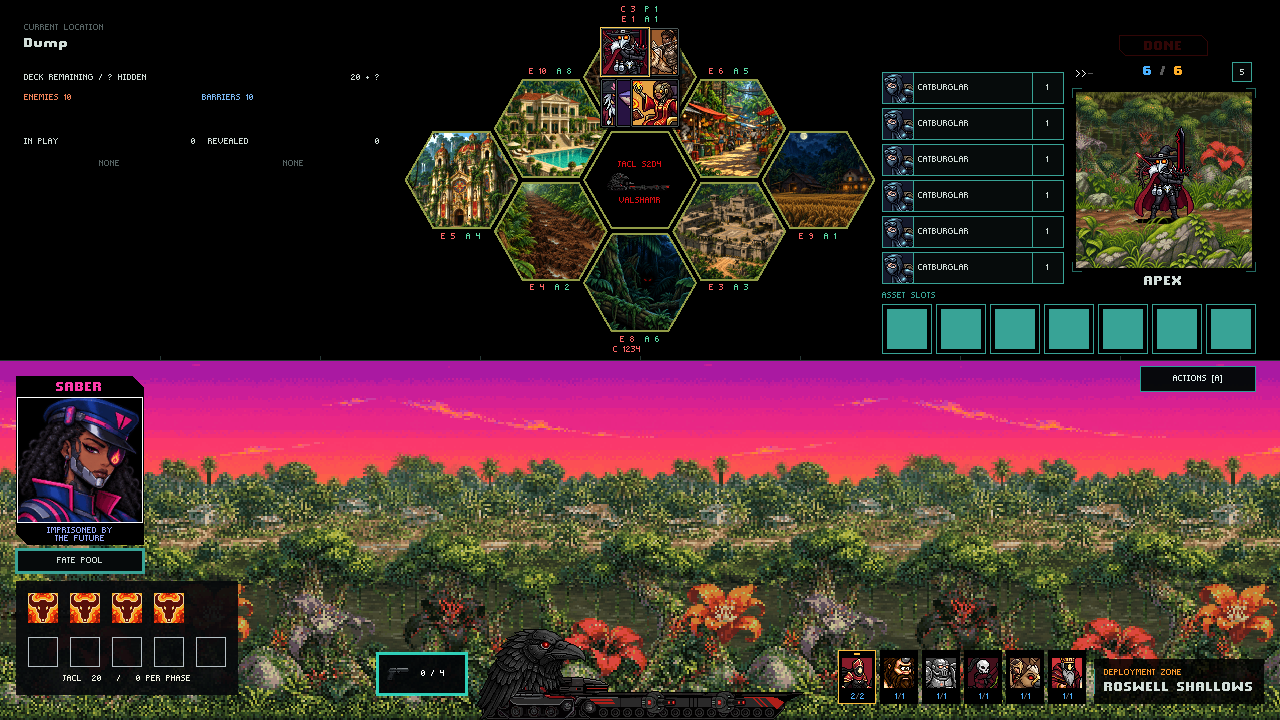 CURRENT LOCATION
Dump
DECK REMAINING / ? HIDDEN 20 + ?
ENEMIES 10 BARRIERS 10
IN PLAY 0 REVEALED 0
NONE NONE
C 3 P 1
E 1 A 1
E 10 A 8
E 6 A 5
JACL S2D4
VALSHAMR
E 5 A 4
E 9 A 1
E 4 A 2
E 3 A 3
E 8 A 6
C 1234
DONE
6 / 6
5
CATBURGLAR 1
CATBURGLAR 1
CATBURGLAR 1
CATBURGLAR 1
CATBURGLAR 1
CATBURGLAR 1
APEX
ASSET SLOTS
ACTIONS [A]
SABER
IMPRISONED BY
THE FUTURE
FATE POOL
JACL 20 / 0 PER PHASE
0 / 4
2/2 1/1 1/1 1/1 1/1 1/1
DEPLOYMENT ZONE
ROSWELL SHALLOWS